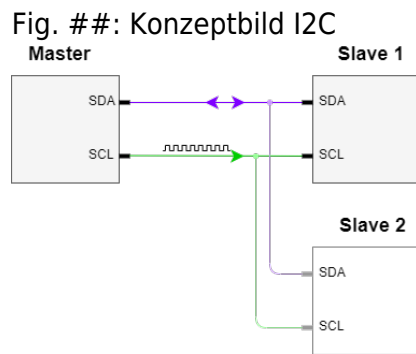 Fig. ##: Konzeptbild I2C
Master
Slave 1
SDA
SDA
SCL
SCL
Slave 2
SDA
SCL